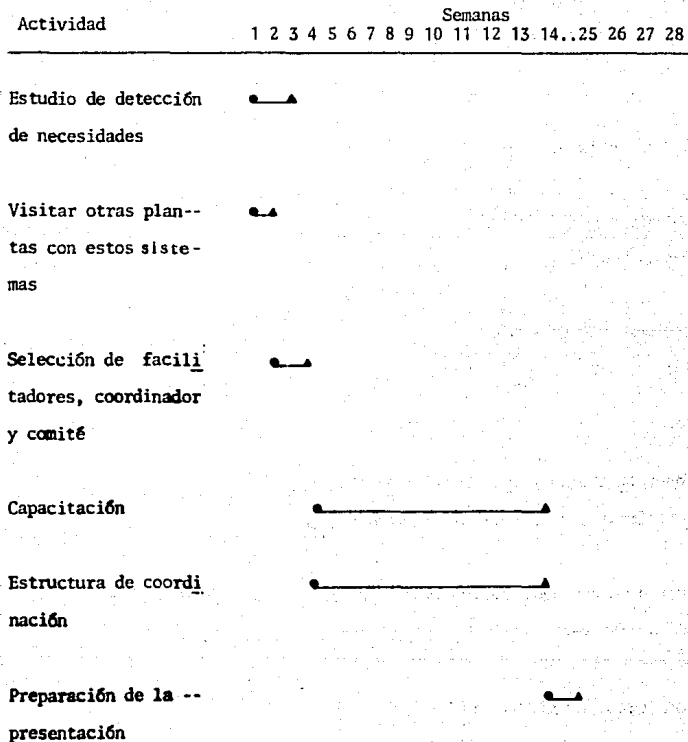 Semanas
Actividad
1 2 3 4 5 6 7 8 9 10 11 12 13 14..25 26 27 28
Estudio de detección
de necesidades
Visitar otras plan--
tas con estos siste-
mas
Selección de facili
tadores, coordinador
y comité
Capacitación
Estructura de coordi
nación
Preparación de la --
presentación